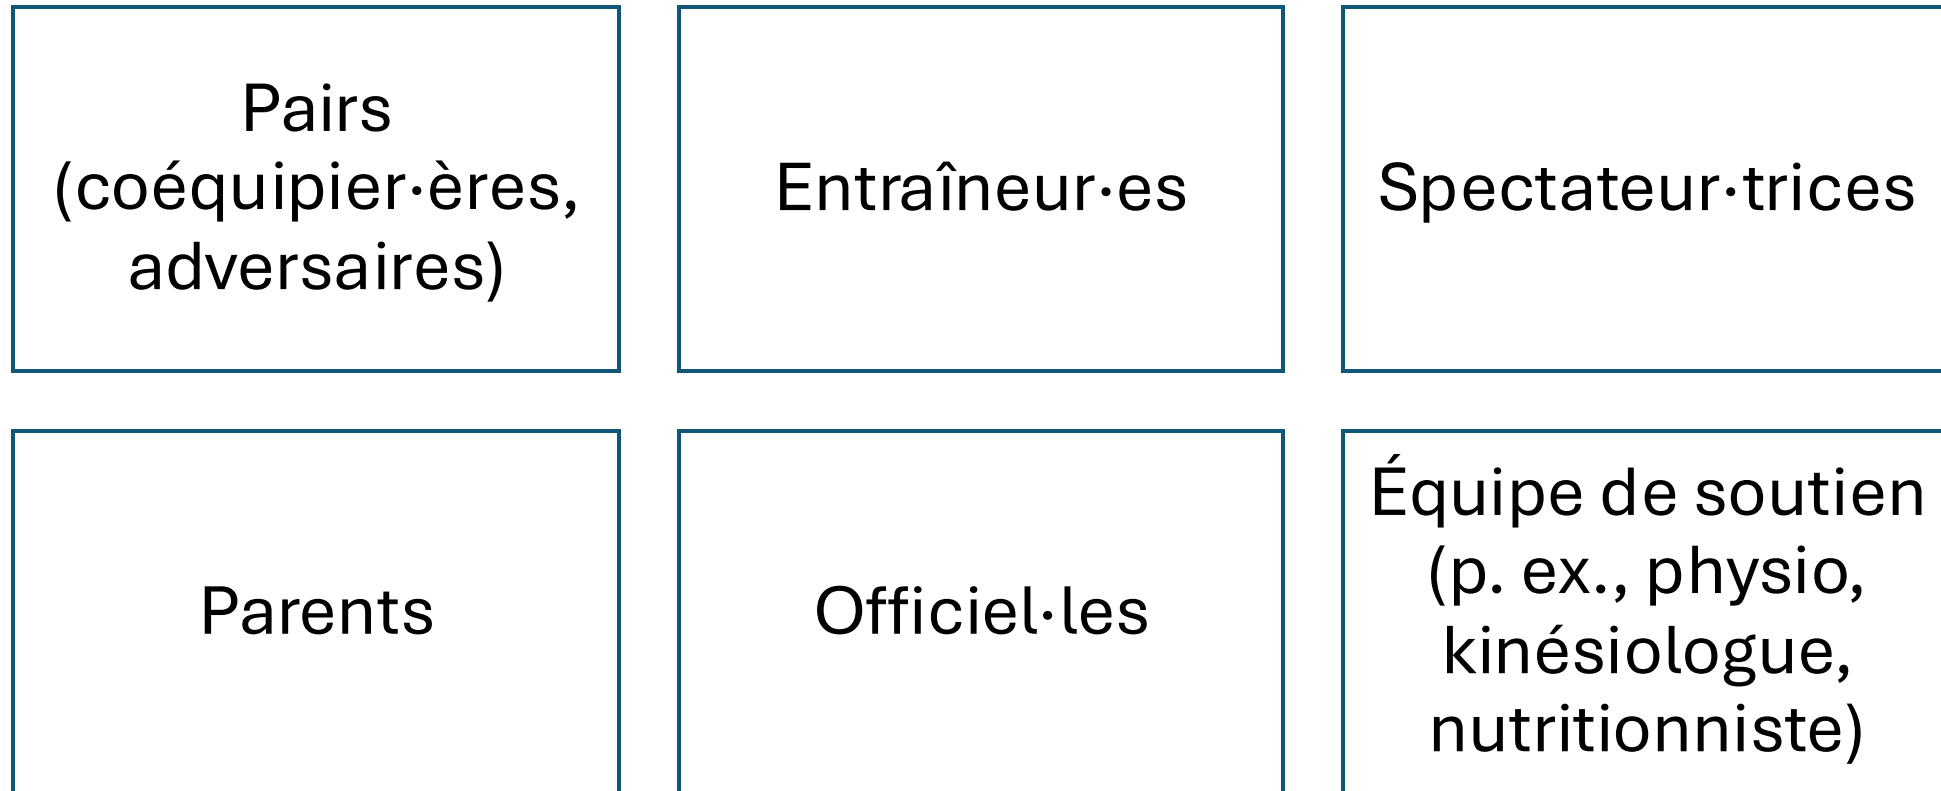 Pairs
(coéquipier·ères,
adversaires)
Entraîneur·es
Spectateur·trices
Parents
Officiel·les
Équipe de soutien
(p. ex., physio,
kinésiologue,
nutritionniste)